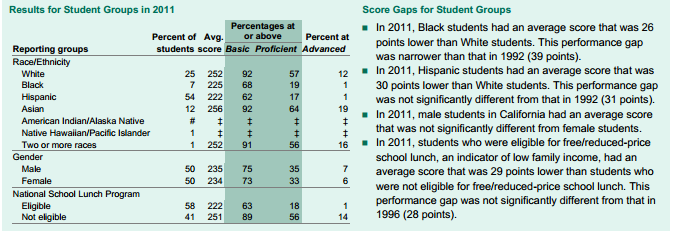 Results for Student Groups in 2011
Percentages at
Percent of Avg. or above Percent at
Reporting groups students score Basic Proficient Advanced
Race/Ethnicity
White 25 252 92 57 12
Black 7 225 68 19 1
Hispanic 54 222 62 17 1
Asian 12 256 92 64 19
American Indian/Alaska Native # ‡ ‡ ‡ ‡
Native Hawaiian/Pacific Islander 1 ‡ ‡ ‡ ‡
Two or more races 1 252 91 56 16
Gender
Male 50 235 75 35 7
Female 50 234 73 33 6
National School Lunch Program
Eligible 58 222 63 18 1
Not eligible 41 251 89 56 14
Score Gaps for Student Groups
■ In 2011, Black students had an average score that was 26
points lower than White students. This performance gap
was narrower than that in 1992 (39 points).
■ In 2011, Hispanic students had an average score that was
30 points lower than White students. This performance gap
was not significantly different from that in 1992 (31 points).
■ In 2011, male students in California had an average score
that was not significantly different from female students.
■ In 2011, students who were eligible for free/reduced-price
school lunch, an indicator of low family income, had an
average score that was 29 points lower than students who
were not eligible for free/reduced-price school lunch. This
performance gap was not significantly different from that in
1996 (28 points).